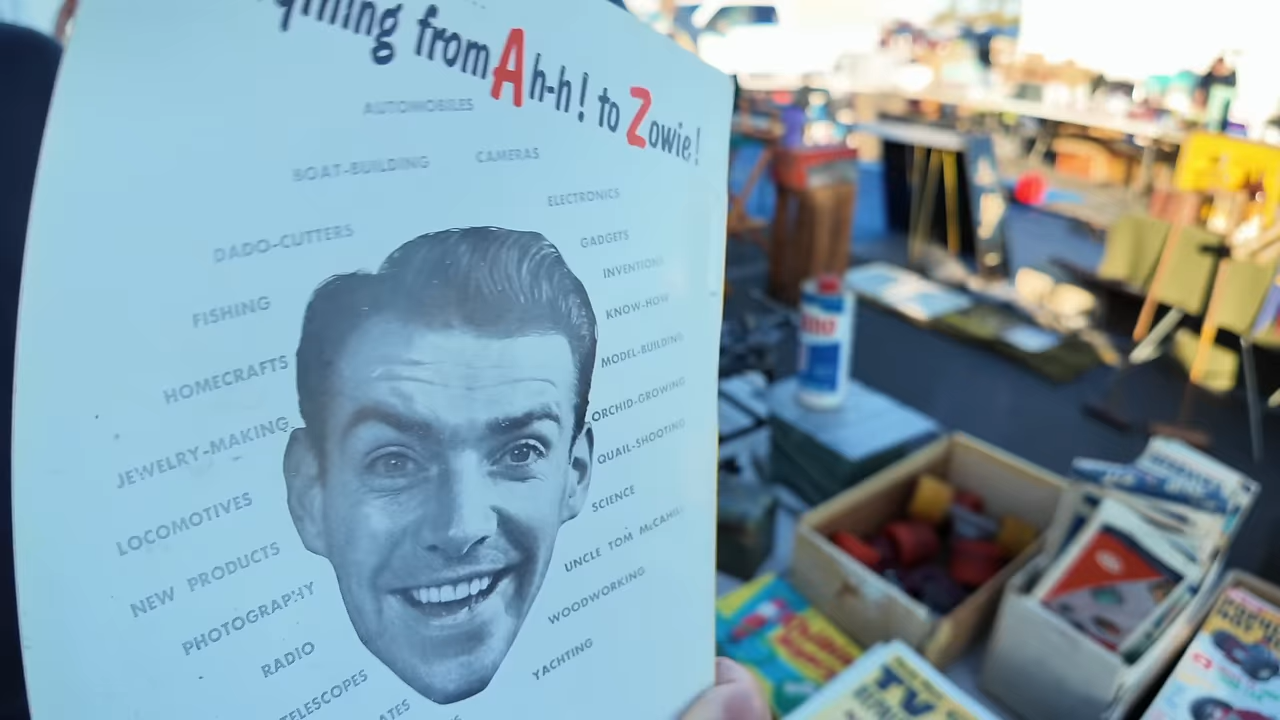 from Ah-h! to Zowie!
AUTOMOBILES
BOAT-BUILDING
CAMERAS
DADO-CUTTERS
ELECTRONICS
FISHING
GADGETS
HOMECRAFTS
INVENTIONS
JEWELRY-MAKING
KNOW-HOW
LOCOMOTIVES
MODEL-BUILDING
NEW PRODUCTS
ORCHID-GROWING
PHOTOGRAPHY
QUAIL-SHOOTING
RADIO
SCIENCE
TELESCOPES
UNCLE TOM McCAHILL
WOODWORKING
YACHTING
TV